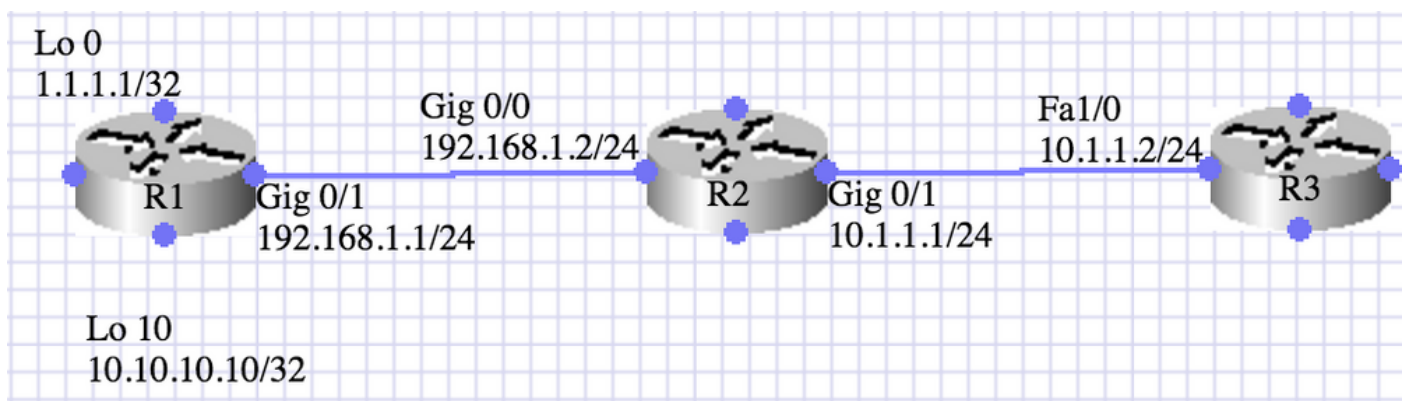 Lo 0
1.1.1.1/32
R1
Gig 0/1
192.168.1.1/24
Gig 0/0
192.168.1.2/24
R2
Gig 0/1
10.1.1.1/24
Fa1/0
10.1.1.2/24
R3
Lo 10
10.10.10.10/32